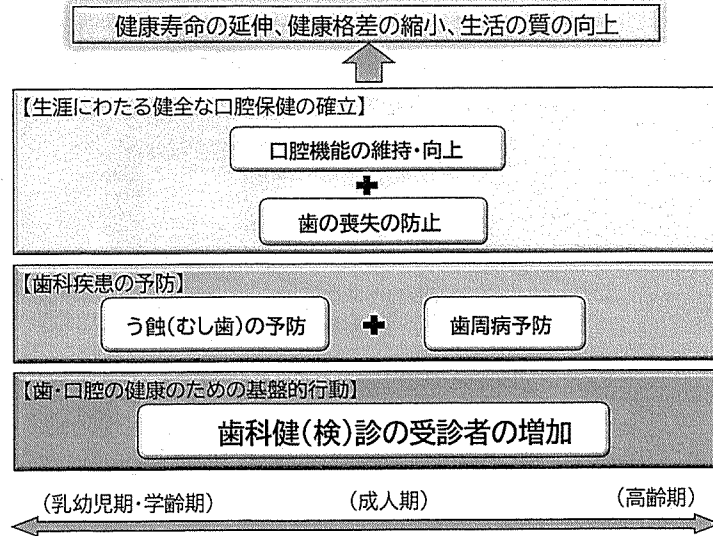 健康寿命の延伸、健康格差の縮小、生活の質の向上
【生涯にわたる健全な口腔保健の確立】
口腔機能の維持・向上
歯の喪失の防止
【歯科疾患の予防】
う蝕(むし歯)の予防
歯周病予防
【歯・口腔の健康のための基盤的行動】
歯科健(検)診の受診者の増加
(乳幼児期・学齢期) (成人期) (高齢期)